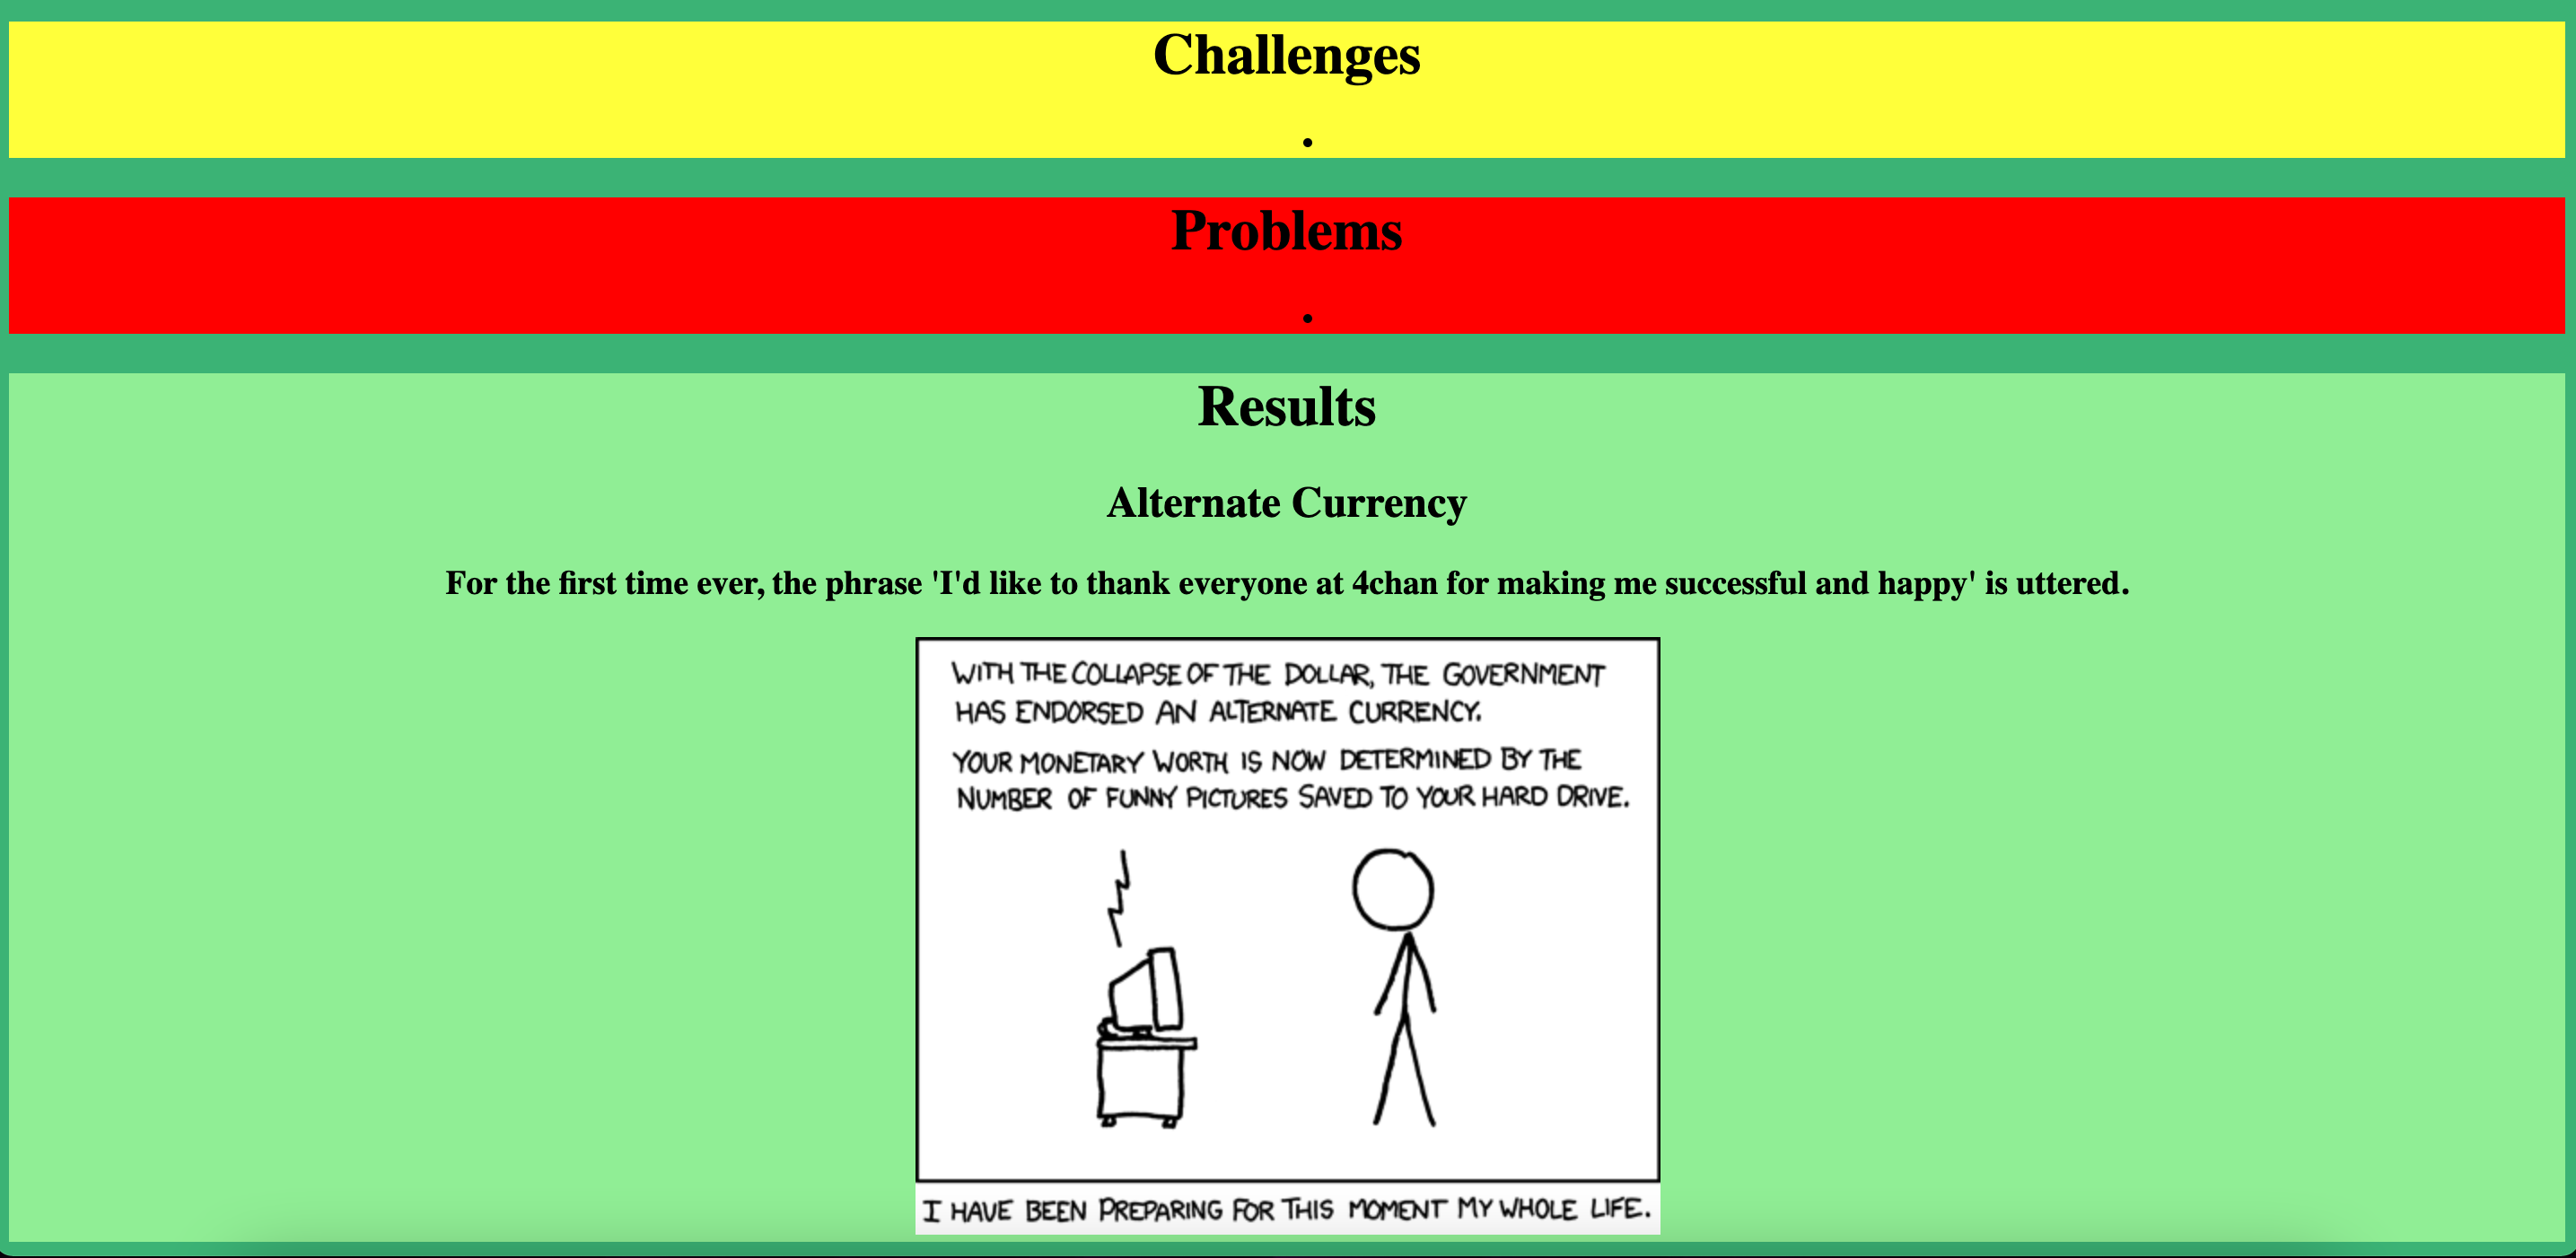 Challenges
.
Problems
.
Results
Alternate Currency
For the first time ever, the phrase 'I'd like to thank everyone at 4chan for making me successful and happy' is uttered.
WITH THE COLLAPSE OF THE DOLLAR, THE GOVERNMENT
HAS ENDORSED AN ALTERNATE CURRENCY.
YOUR MONETARY WORTH IS NOW DETERMINED BY THE
NUMBER OF FUNNY PICTURES SAVED TO YOUR HARD DRIVE.
I HAVE BEEN PREPARING FOR THIS MOMENT MY WHOLE LIFE.